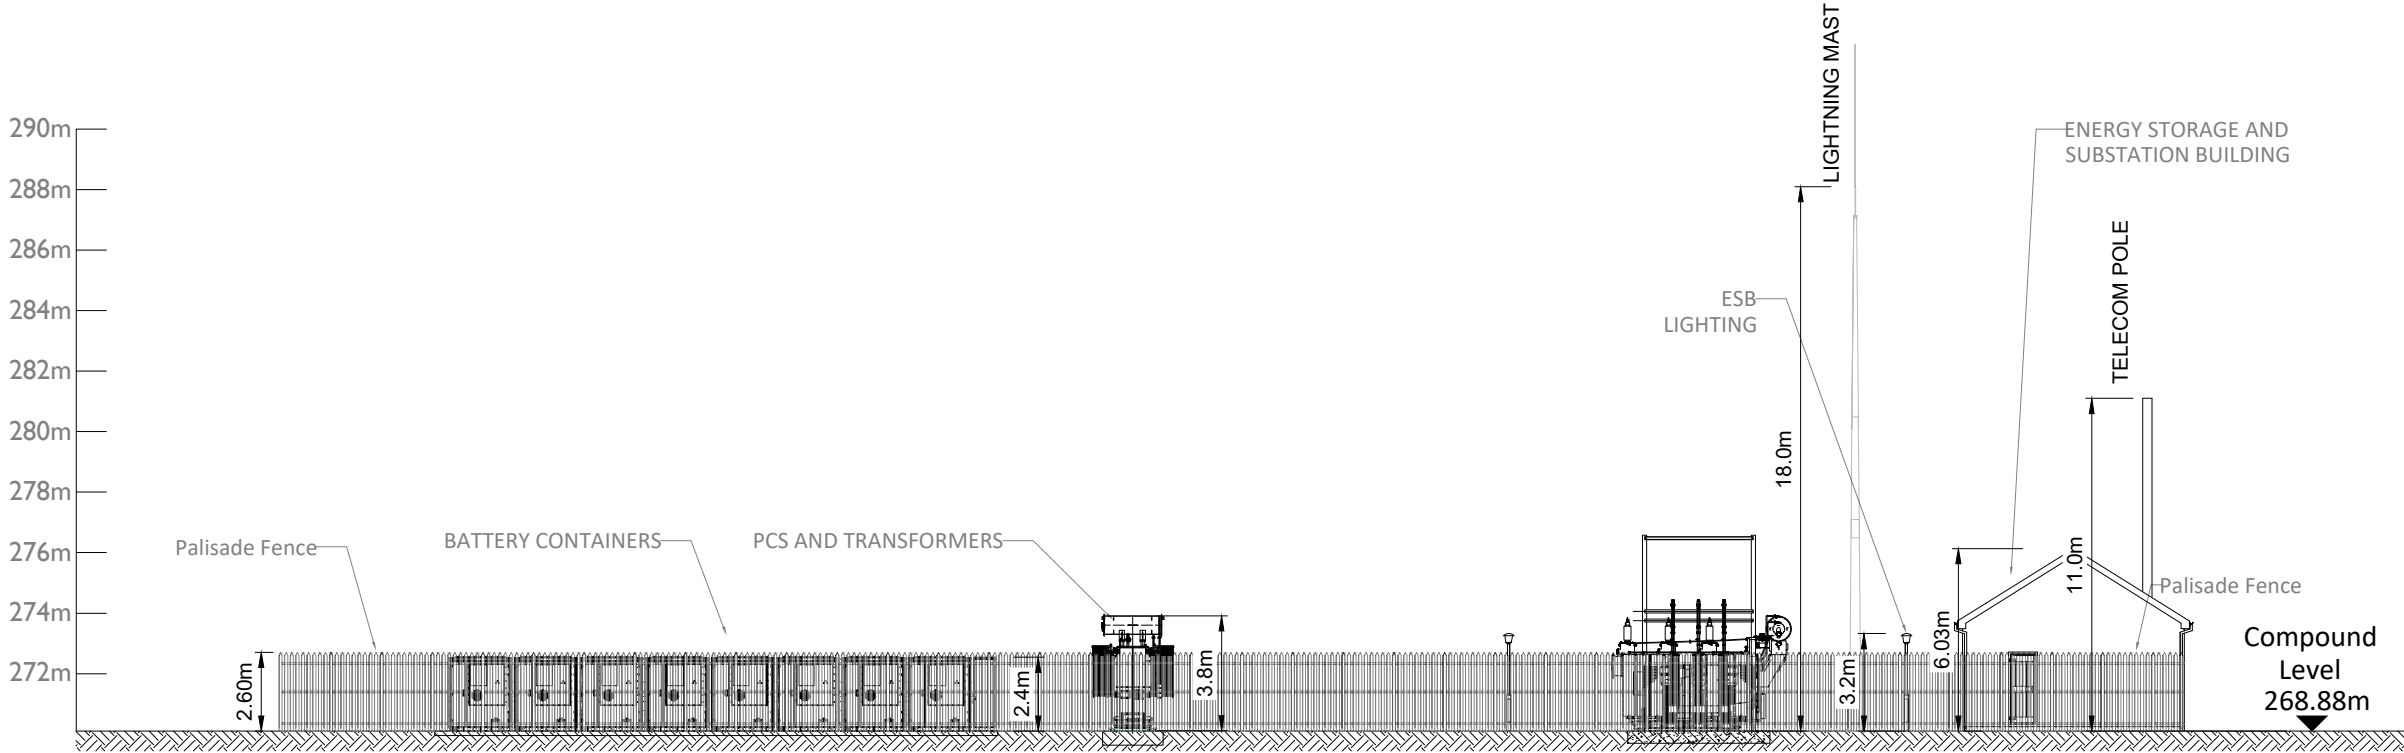 LIGHTNING MAST
290m
288m
286m
284m
282m
280m
278m
276m
274m
272m
ENERGY STORAGE AND
SUBSTATION BUILDING
TELECOM POLE
ESB
LIGHTING
18.0m
Palisade Fence
BATTERY CONTAINERS
PCS AND TRANSFORMERS
11.0m
Palisade Fence
6.03m
2.60m
2.4m
3.8m
3.2m
Compound
Level
268.88m